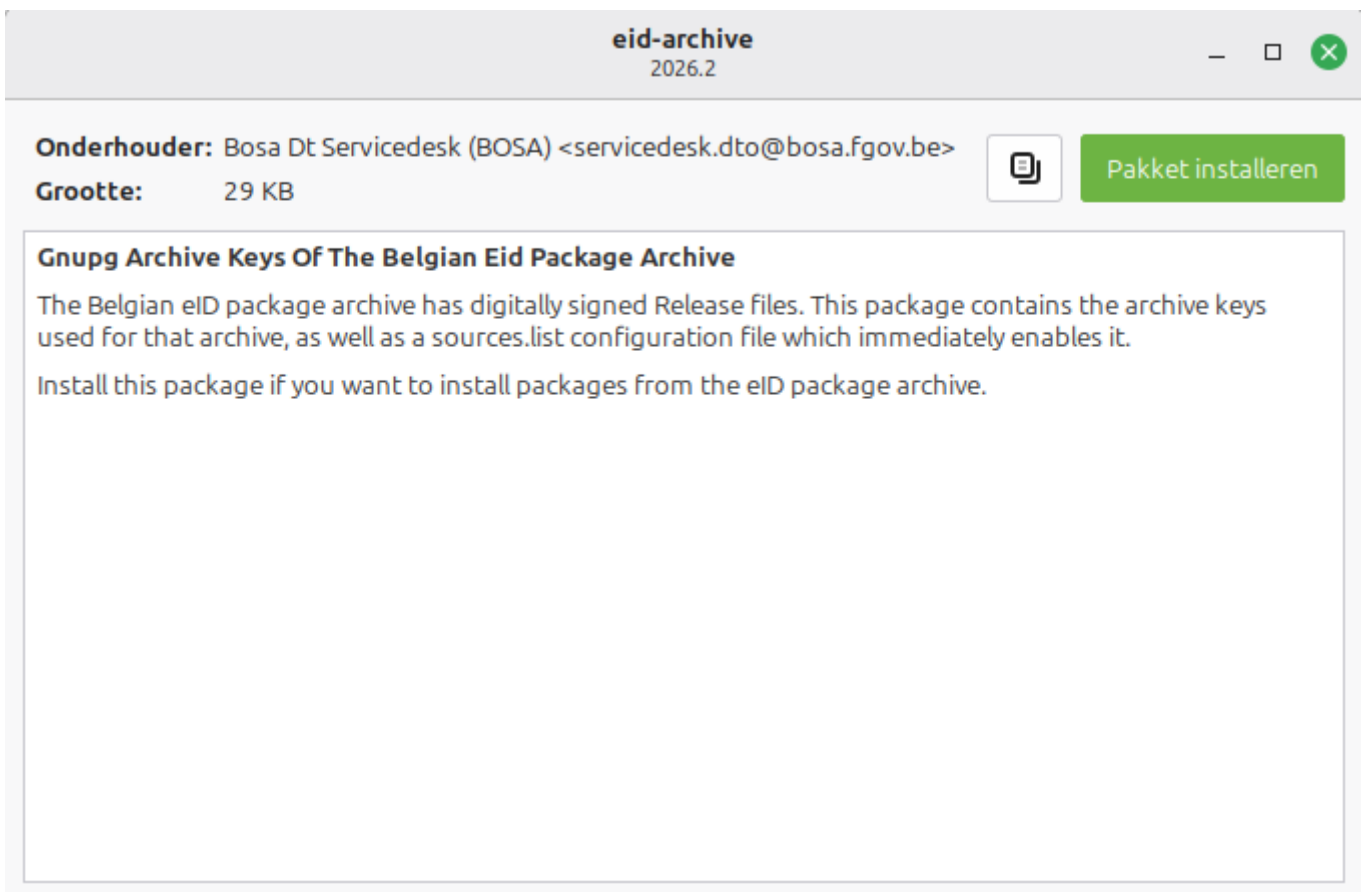 eid-archive
2026.2
Onderhouder: Bosa Dt Servicedesk (BOSA) <servicedesk.dto@bosa.fgov.be>
Pakket installeren
Grootte: 29 KB
Gnupg Archive Keys Of The Belgian Eid Package Archive
The Belgian eID package archive has digitally signed Release files. This package contains the archive keys
used for that archive, as well as a sources.list configuration file which immediately enables it.
Install this package if you want to install packages from the eID package archive.